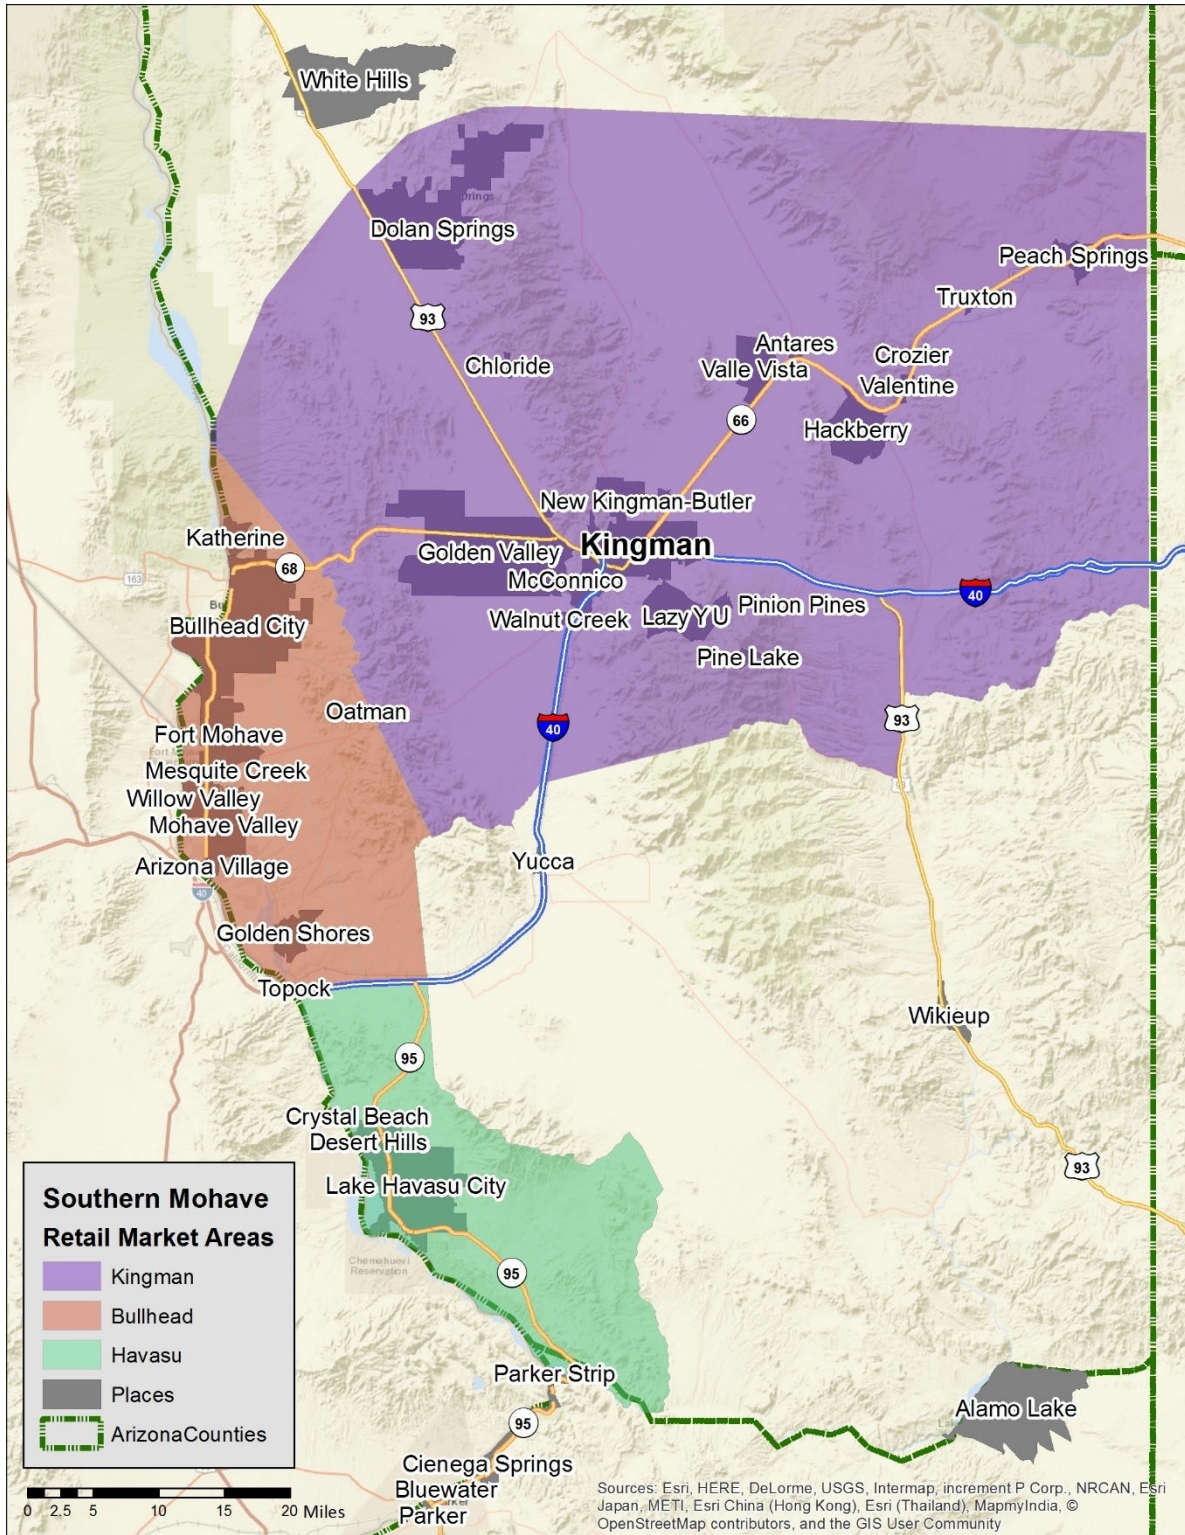 White Hills
Dolan Springs
Peach Springs
93
Truxton
Antares
Chloride
Valle Vista
Crozier
Valentine
66
Hackberry
New Kingman-Butler
Katherine
Kingman
Golden Valley
68
163
McConnico
40
Pinion Pines
Lazy Y U
Walnut Creek
Bullhead City
Pine Lake
Oatman
93
40
Fort Mohave
Mesquite Creek
Willow Valley
Mohave Valley
Arizona Village
Yucca
40
Golden Shores
Topock
Wikieup
95
Crystal Beach
Desert Hills
93
Lake Havasu City
Southern Mohave
Retail Market Areas
Kingman
Bullhead
Havasu
Places
ArizonaCounties
Chemehuevi
Reservation
95
Parker Strip
Alamo Lake
95
Cienega Springs
Bluewater
Parker
0 2.5 5 10 15 20 Miles
Sources: Esri, HERE, DeLorme, USGS, Intermap, increment P Corp., NRCAN, Esri
Japan, METI, Esri China (Hong Kong), Esri (Thailand), MapmyIndia, ©
OpenStreetMap contributors, and the GIS User Community